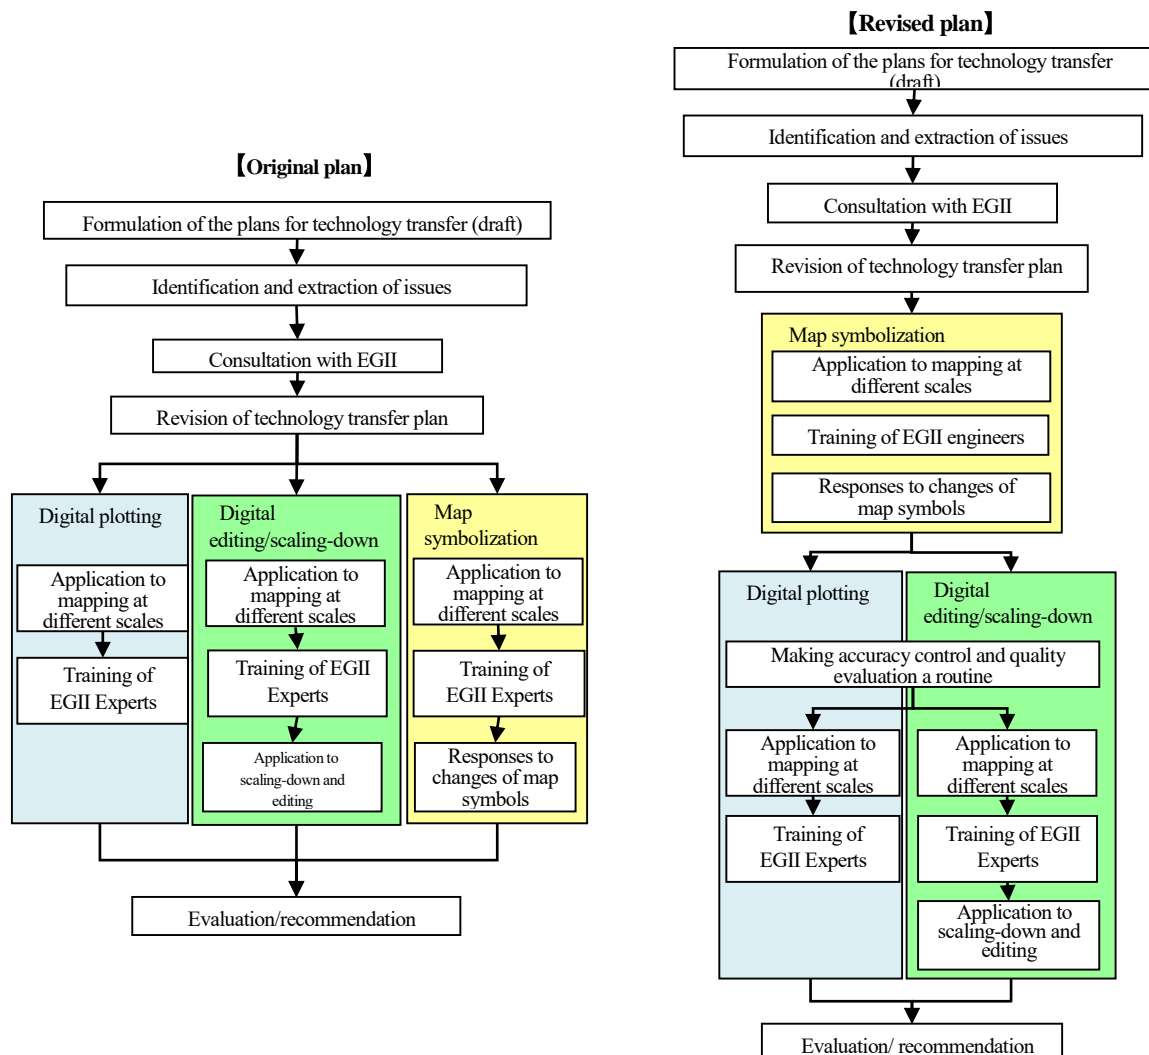 【Original plan】
Formulation of the plans for technology transfer (draft)
Identification and extraction of issues
Consultation with EGII
Revision of technology transfer plan
Digital plotting
Application to
mapping at
different scales
Training of
EGII Experts
Digital
editing/scaling-down
Application to
mapping at
different scales
Training of EGII
Experts
Application to
scaling-down and
editing
Map
symbolization
Application to
mapping at
different scales
Training of
EGII Experts
Responses to
changes of map
symbols
Evaluation/recommendation
【Revised plan】
Formulation of the plans for technology transfer
(draft)
Identification and extraction of issues
Consultation with EGII
Revision of technology transfer plan
Map symbolization
Application to mapping at
different scales
Training of EGII engineers
Responses to changes of
map symbols
Digital plotting
Digital
editing/scaling-down
Making accuracy control and quality
evaluation a routine
Application to
mapping at
different scales
Training of
EGII Experts
Application to
mapping at
different scales
Training of EGII
Experts
Application to
scaling-down and
editing
Evaluation/ recommendation